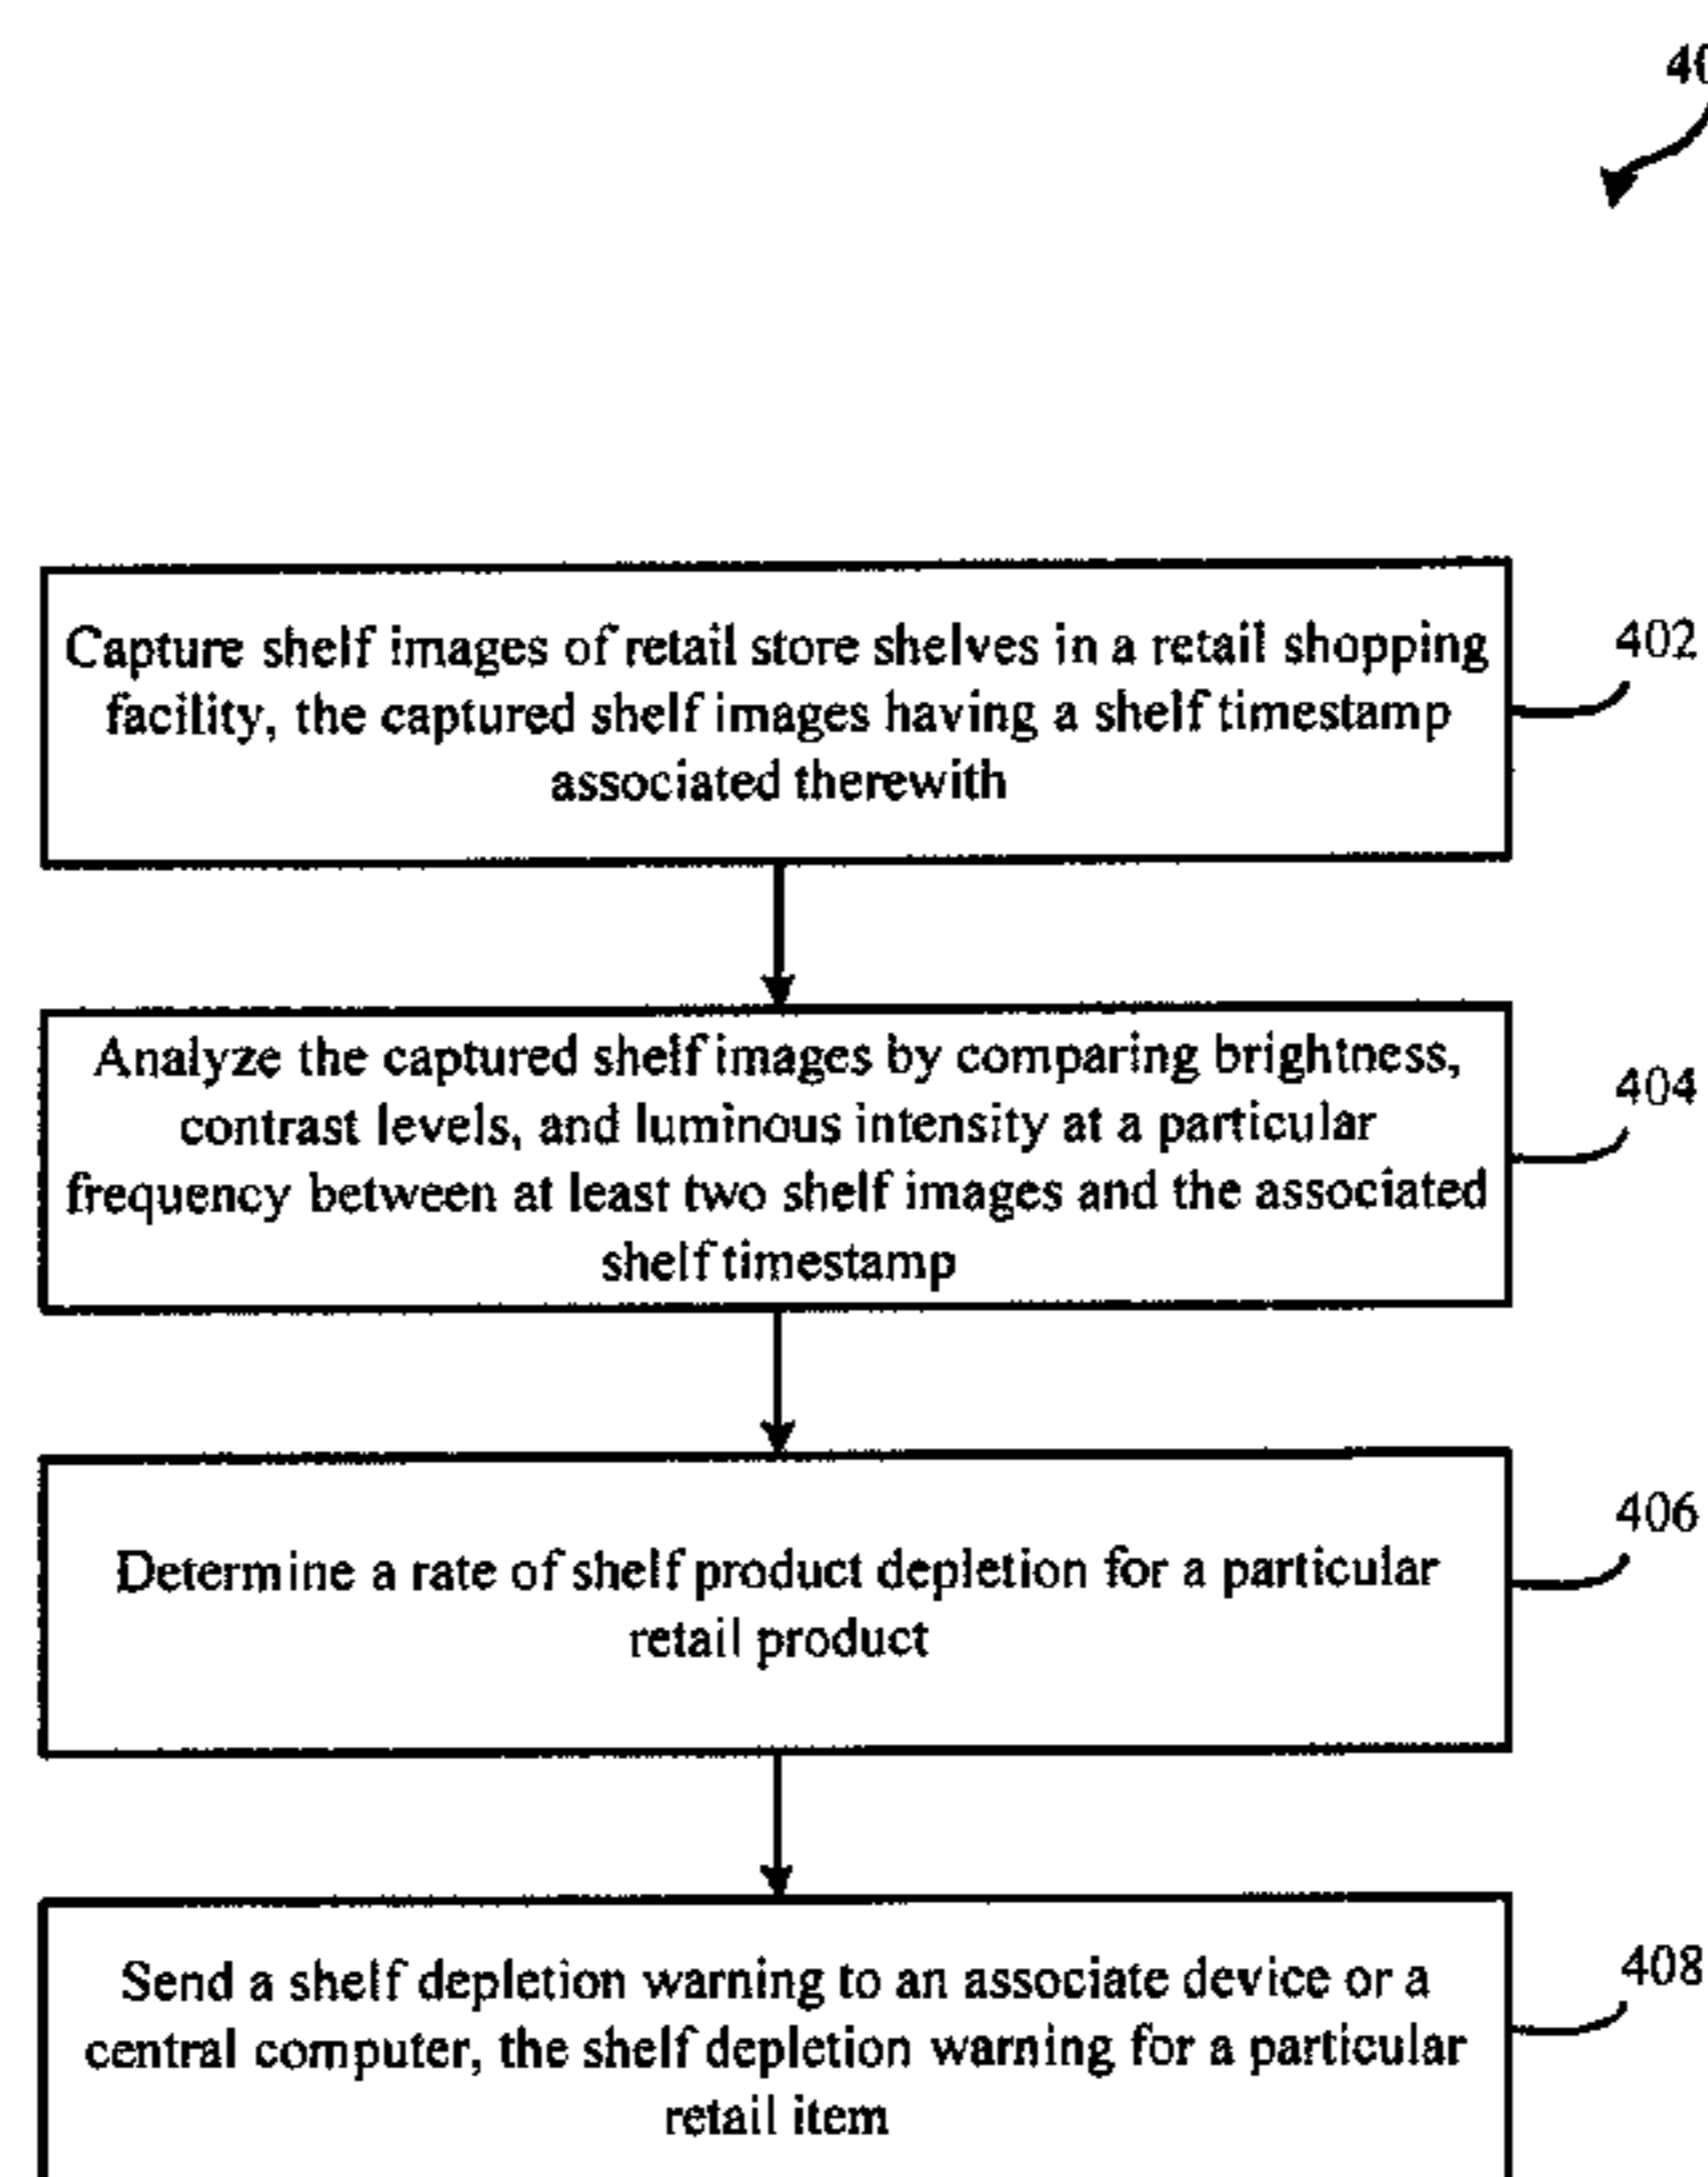 Capture shelf images of retail store shelves in a retail shopping
facility, the captured shelf images having a shelf timestamp
associated therewith
402
Analyze the captured shelf images by comparing brightness,
contrast levels, and luminous intensity at a particular
frequency between at least two shelf images and the associated
shelf timestamp
404
Determine a rate of shelf product depletion for a particular
retail product
406
Send a shelf depletion warning to an associate device or a
central computer, the shelf depletion warning for a particular
retail item
408